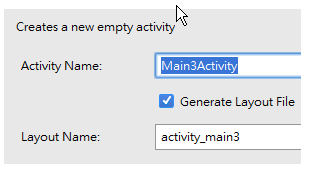 Creates a new empty activity
Activity Name: Main3Activity
Generate Layout File
Layout Name: activity_main3